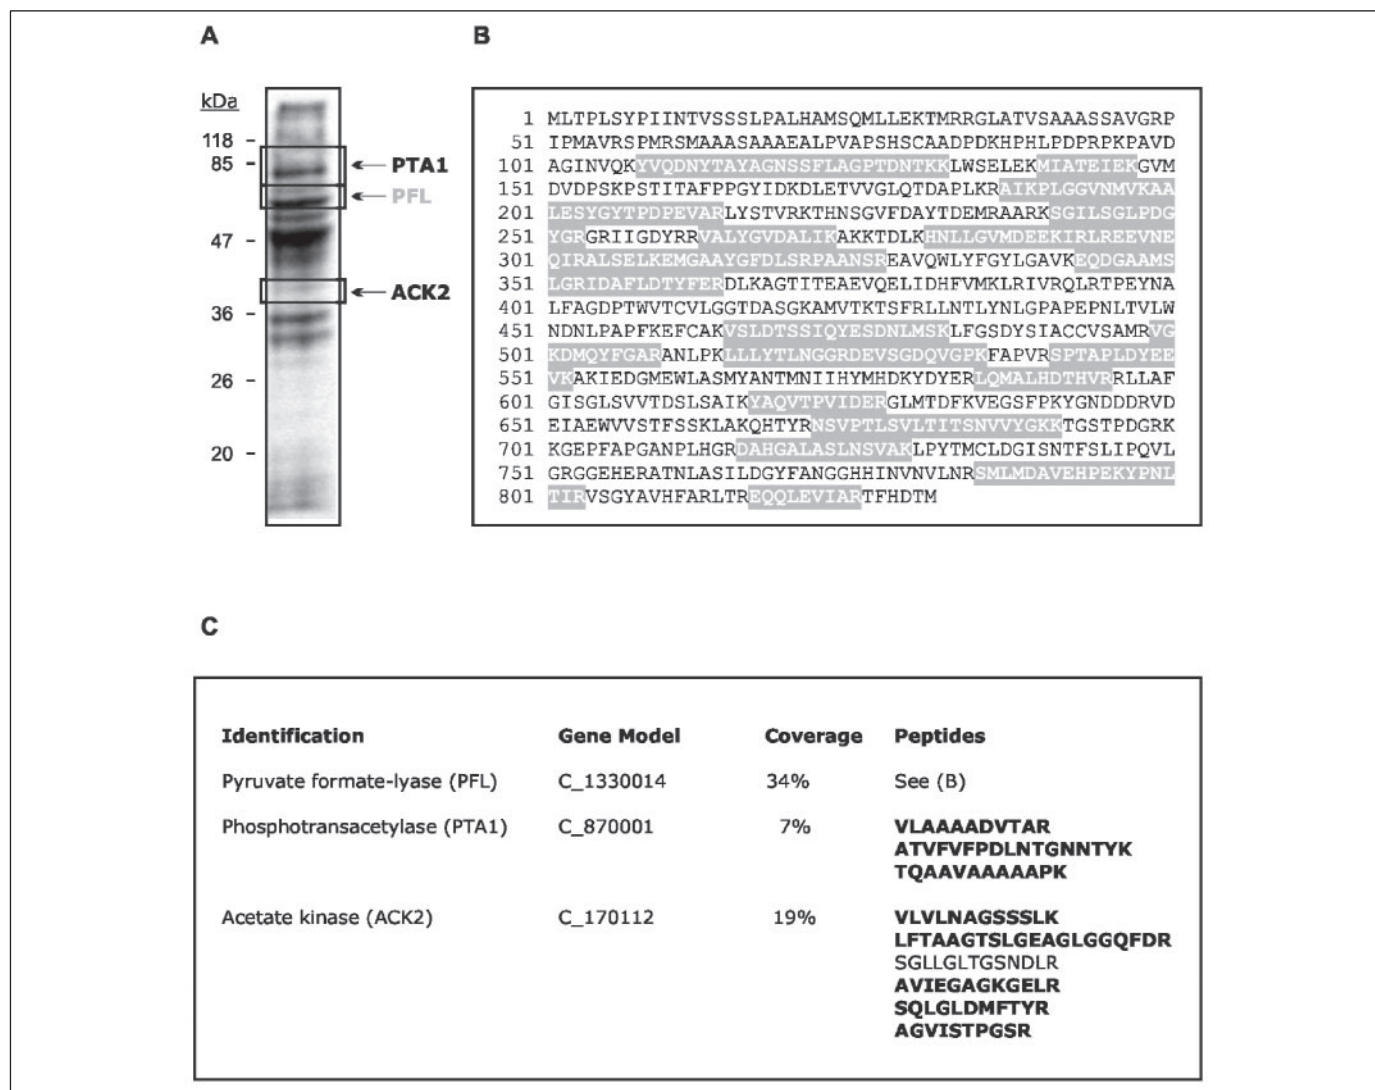 A
B
kDa
118 –
85 –
47 –
36 –
26 –
20 –
PTA1
PFL
ACK2
1 MLTPLSYPIINTVSSSLPALHAMSQMLLEKTMRRGLATVSAAASSAVGRP
51 IPMAVRSPMRSMAAASAAAEALPVAPSHSCAADPDKHPHLPDPRPKPAVD
101 AGINVQKYVQDNYTAYAGNSSFLAGPTDNTKKLWSELEKMIATEIEKGVM
151 DVDPSKPSTITAFPPGYIDKDLETVVGLQTDAPLKRAIKPLGGVNMVKAA
201 LESYGYTPDPEVARLYSTVRKTHNSGVFDAYTDEMRAARKSGILSGLPDG
251 YGRGRIIGDYRRVALYGVDALIKAKKTDLKHNLLGVMDEEKIRLREEVNE
301 QIRALSELKEMGAAYGFDLSRPAANSREAVQWLYFGYLGAVKEQDGAAMS
351 LGRIDAFLDTYFERDLKAGTITEAEVQELIDHFVMKLRIVRQLRTPEYNA
401 LFAGDPTWVTCVLGGTDASGKAMVTKTSFRLLNTLYNLGPAPEPNLTVLW
451 NDNLPAPFKEFCAKVSLDTSSIQYESDNLMSKLFGSDYSIACCVSAMRVG
501 KDMQYFGARANLPKLLLYTLNGGRDEVSGDQVGPKFAPVRSPTAPLDYEE
551 VKAKIEDGMEWLASMYANTMNIIHYMHDKYDYERLQMALHDTHVRRLLAF
601 GISGLSVVTDSLSAIKYAQVTPVIDERGLMTDFKVEGSFPKYGNDDDRVD
651 EIAEWVVSTFSSKLAKQHTYRNSVPTLSVLTITSNVVYGKKTGSTPDGRK
701 KGEPFAPGANPLHGRDAHGALASLNSVAKLPYTMCLDGISNTFSLIPQVL
751 GRGGEHERATNLASILDGYFANGGHHINVNVLNRSMLMDAVEHPEKYPNL
801 TIRVSGYAVHFARLTREQQLEVIARTFHDTM
C
Identification Gene Model Coverage Peptides
Pyruvate formate-lyase (PFL) C_1330014 34% See (B)
Phosphotransacetylase (PTA1) C_870001 7% VLAAAADVTAR
ATVFVFPDLNTGNNTYK
TQAAVAAAAAPK
Acetate kinase (ACK2) C_170112 19% VLVLNAGSSSLK
LFTAAGTSLGEAGLGGQFDR
SGLLGLTGSNDLR
AVIEGAGKGELR
SQLGLDMFTYR
AGVISTPGSR